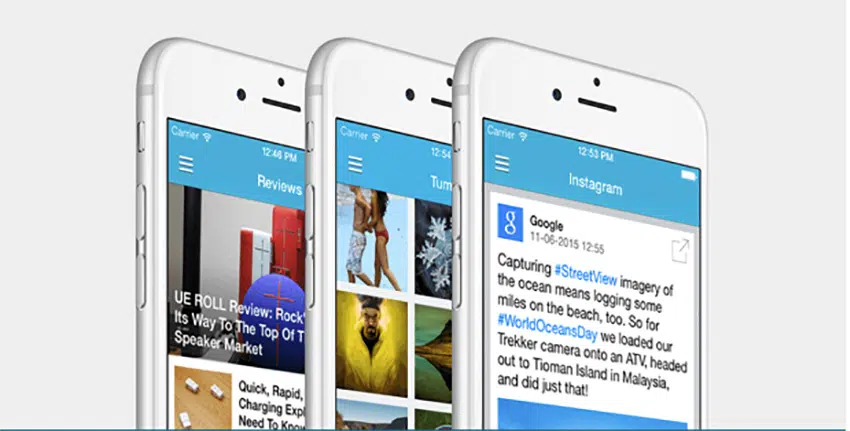 Carrier
12:46 PM
Reviews
UE ROLL Review: Rock'
Its Way To The Top Of T
Speaker Market
Quick, Rapid,
Charging Expl
Need To Know
Carrier
12:54
Tum
Carrier
12:53 PM
Instagram
g
Google
11-06-2015 12:55
Capturing #StreetView imagery of
the ocean means logging some
miles on the beach, too. So for
#WorldOceansDay we loaded our
Trekker camera onto an ATV, headed
out to Tioman Island in Malaysia,
and did just that!